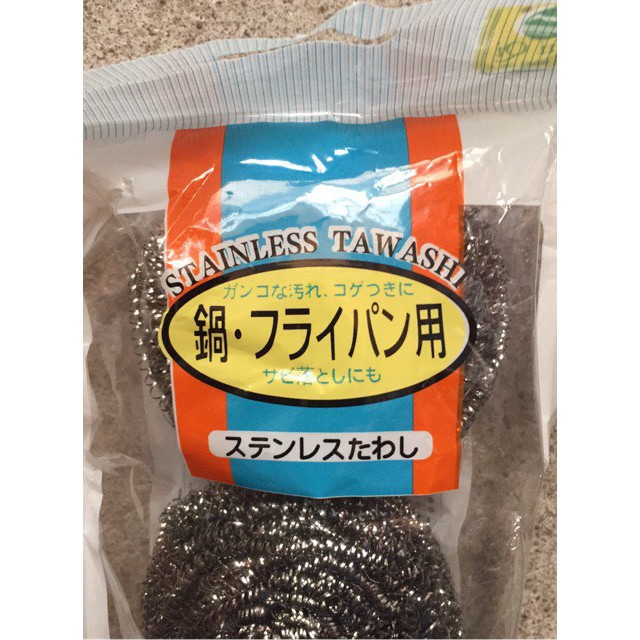 STAINLESS TAWASHI
ガンコな汚れ、コゲつきに
鍋・フライパン用
サビ落としにも
ステンレスたわし